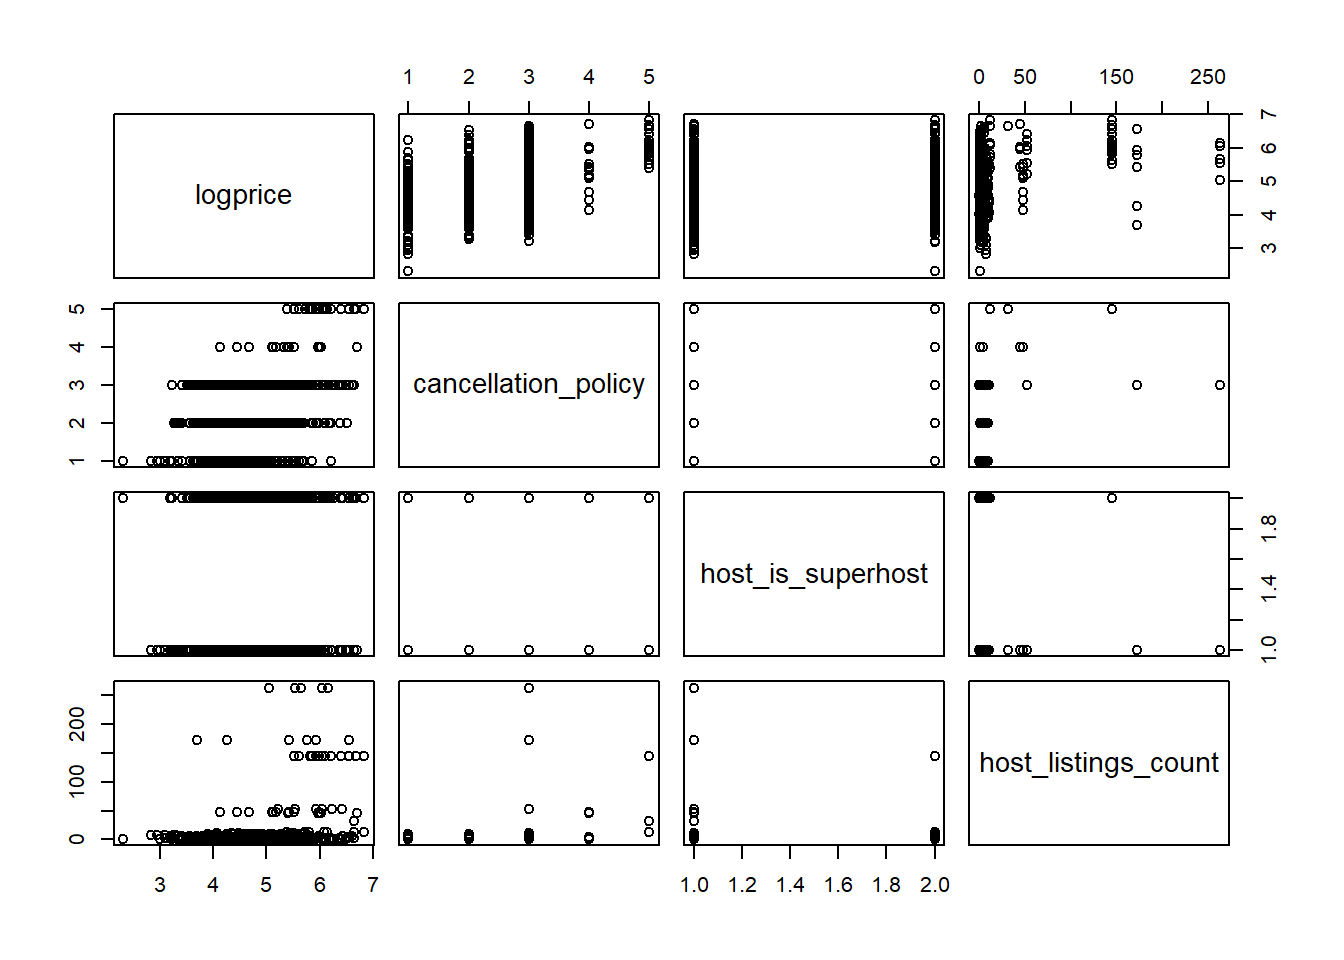 1 2 3 4 5 0 50 150 250
logprice
3 4 5 6 7
cancellation_policy
1 2 3 4 5
host_is_superhost
1.0 1.4 1.8
host_listings_count
0 100 200
3 4 5 6 7 1.0 1.2 1.4 1.6 1.8 2.0